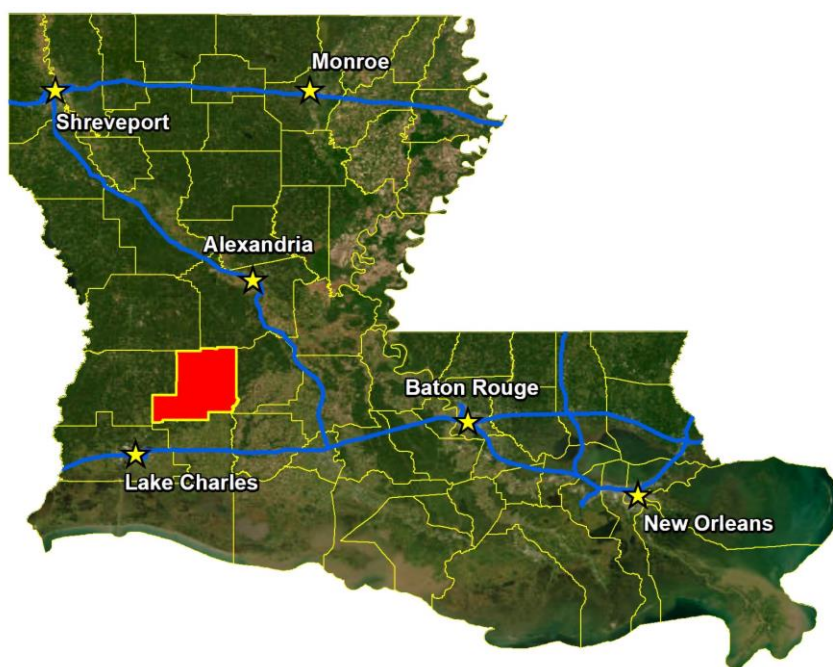 Monroe
Shreveport
Alexandria
Baton Rouge
Lake Charles
New Orleans